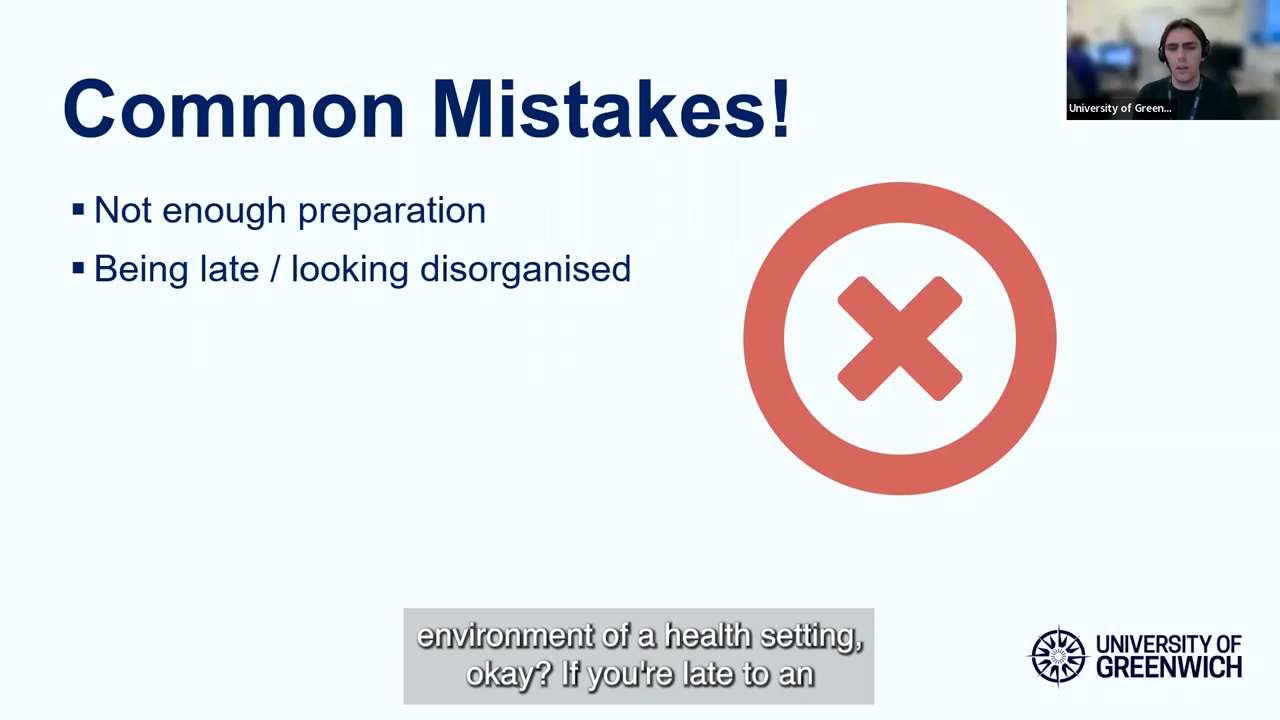 Common Mistakes!
University of Green...
▪ Not enough preparation
▪ Being late / looking disorganised
environment of a health setting,
okay? If you're late to an
UNIVERSITY OF
GREENWICH